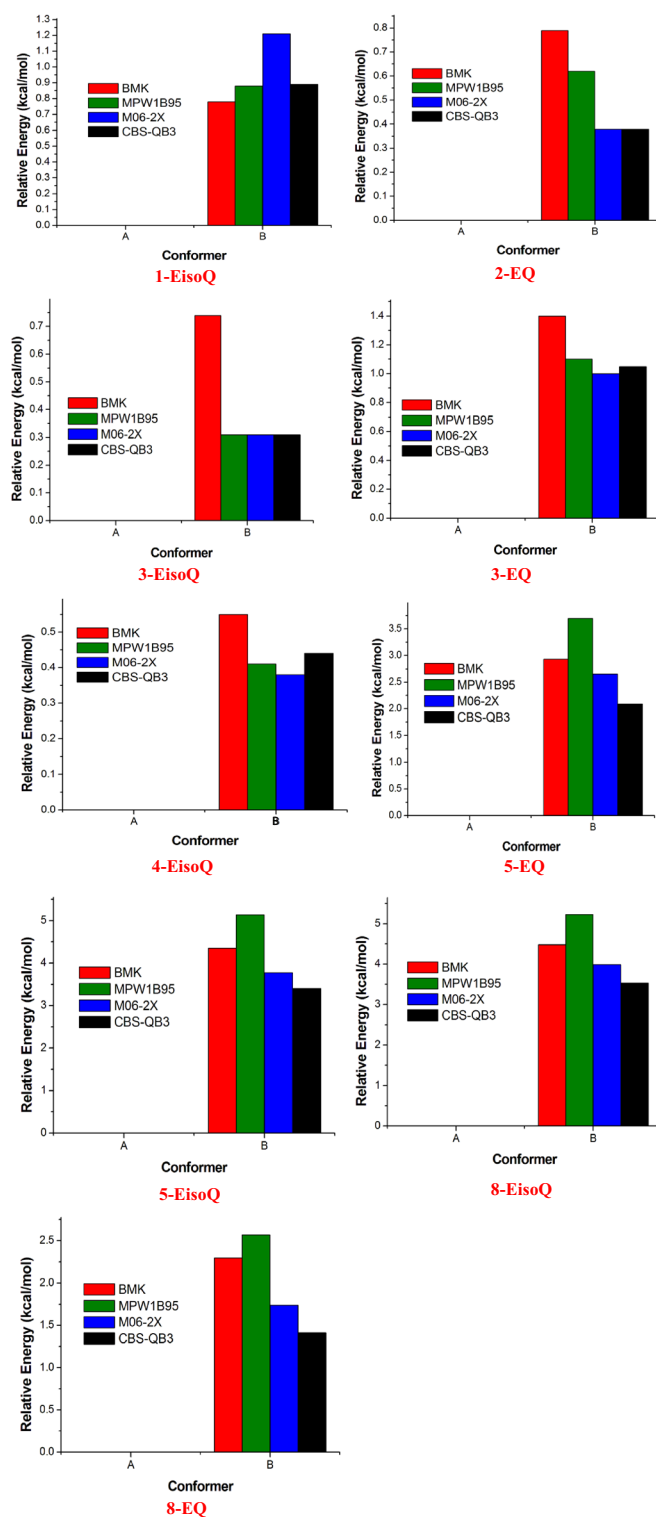 Relative Energy (kcal/mol)
1.3
1.2
1.1
1.0
0.9
0.8
0.7
0.6
0.5
0.4
0.3
0.2
0.1
0.0
BMK
MPW1B95
M06-2X
CBS-QB3
A B
Conformer
1-EisoQ
Relative Energy (kcal/mol)
0.8
0.6
0.5
0.3
0.2
0.0
BMK
MPW1B95
M06-2X
CBS-QB3
A B
Conformer
2-EQ
Relative Energy (kcal/mol)
0.7
0.6
0.5
0.4
0.3
0.2
0.1
0.0
BMK
MPW1B95
M06-2X
CBS-QB3
A B
Conformer
3-EisoQ
Relative Energy (kcal/mol)
1.4
1.2
1.0
0.8
0.6
0.4
0.2
0.0
BMK
MPW1B95
M06-2X
CBS-QB3
A B
Conformer
3-EQ
Relative Energy (kcal/mol)
0.5
0.4
0.3
0.2
0.1
0.0
BMK
MPW1B95
M06-2X
CBS-QB3
A B
Conformer
4-EisoQ
Relative Energy (kcal/mol)
3.5
3.0
2.5
2.0
1.5
1.0
0.5
0.0
BMK
MPW1B95
M06-2X
CBS-QB3
A B
Conformer
5-EQ
Relative Energy (kcal/mol)
5
4
3
2
1
0
BMK
MPW1B95
M06-2X
CBS-QB3
A B
Conformer
5-EisoQ
Relative Energy (kcal/mol)
5
4
3
2
1
0
BMK
MPW1B95
M06-2X
CBS-QB3
A B
Conformer
8-EisoQ
Relative Energy (kcal/mol)
2.5
2.0
1.5
1.0
0.5
0.0
BMK
MPW1B95
M06-2X
CBS-QB3
A B
Conformer
8-EQ